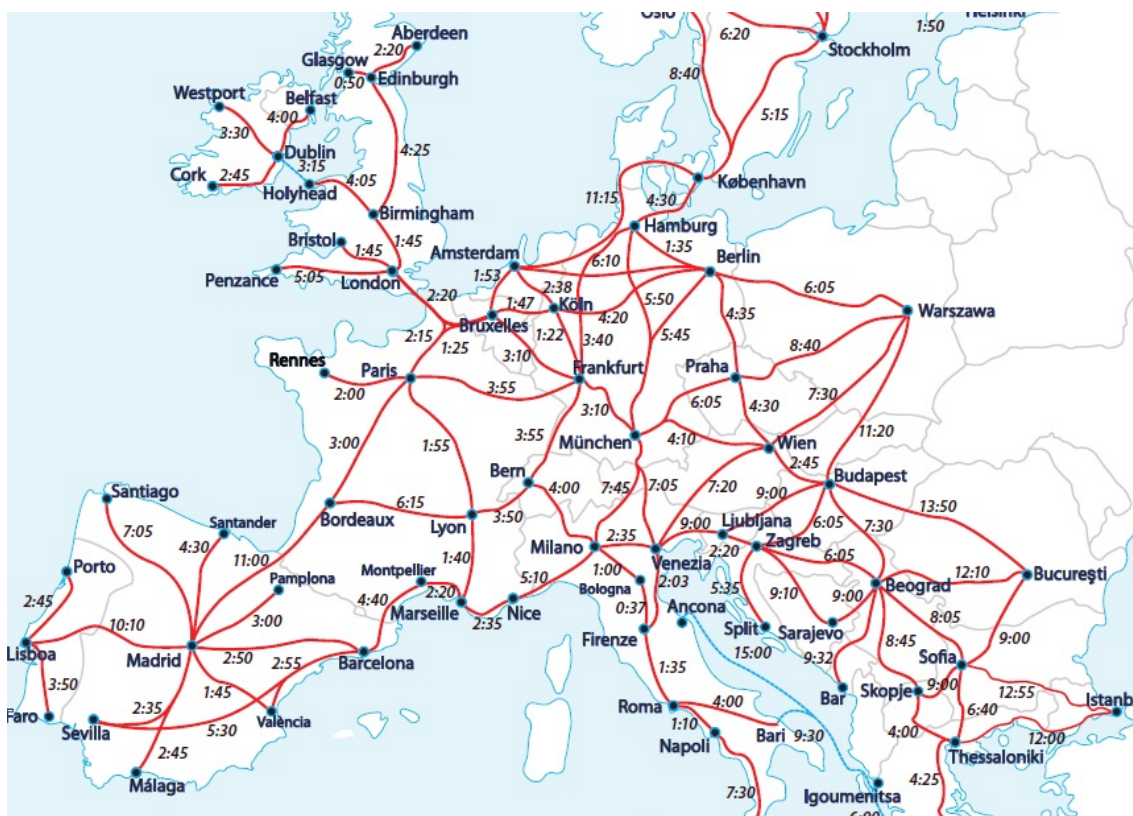 Oslo
Helsinki
6:20
1:50
Aberdeen
2:20
Stockholm
Glasgow
0:50
Edinburgh
8:40
Westport
Belfast
4:00
5:15
3:30
4:25
Dublin
3:15
Cork
2:45
Holyhead
4:05
København
11:15
4:30
Birmingham
Hamburg
Bristol
1:45
1:45
Amsterdam
6:10
1:35
Berlin
Penzance
5:05
London
1:53
2:38
2:20
1:47
Köln
5:50
6:05
Bruxelles
4:20
4:35
Warszawa
2:15
1:25
1:22
3:40
5:45
3:10
8:40
Rennes
Paris
Frankfurt
Praha
2:00
3:55
6:05
7:30
3:10
4:30
3:00
1:55
3:55
München
4:10
Wien
11:20
2:45
Bern
Budapest
Santiago
4:00
7:45
7:05
7:20
9:00
13:50
6:15
3:50
Bordeaux
Lyon
9:00
Ljubljana
6:05
7:30
7:05
Santander
4:30
2:35
Zagreb
11:00
1:40
Milano
Venezia
2:20
6:05
Porto
Pamplona
Montpellier
1:00
5:10
Bologna
2:03
5:35
9:10
9:00
Beograd
12:10
Bucureşti
2:45
4:40
2:20
Marseille
Nice
Ancona
3:00
2:35
0:37
Firenze
Split
Sarajevo
8:05
10:10
9:00
Lisboa
Madrid
2:50
2:55
Barcelona
15:00
9:32
8:45
Sofia
3:50
1:45
1:35
Bar
Skopje
9:00
12:55
Faro
Sevilla
2:35
València
Roma
4:00
6:40
Istanb
5:30
1:10
Napoli
Bari
9:30
4:00
12:00
2:45
Thessaloniki
Málaga
7:30
Igoumenitsa
4:25